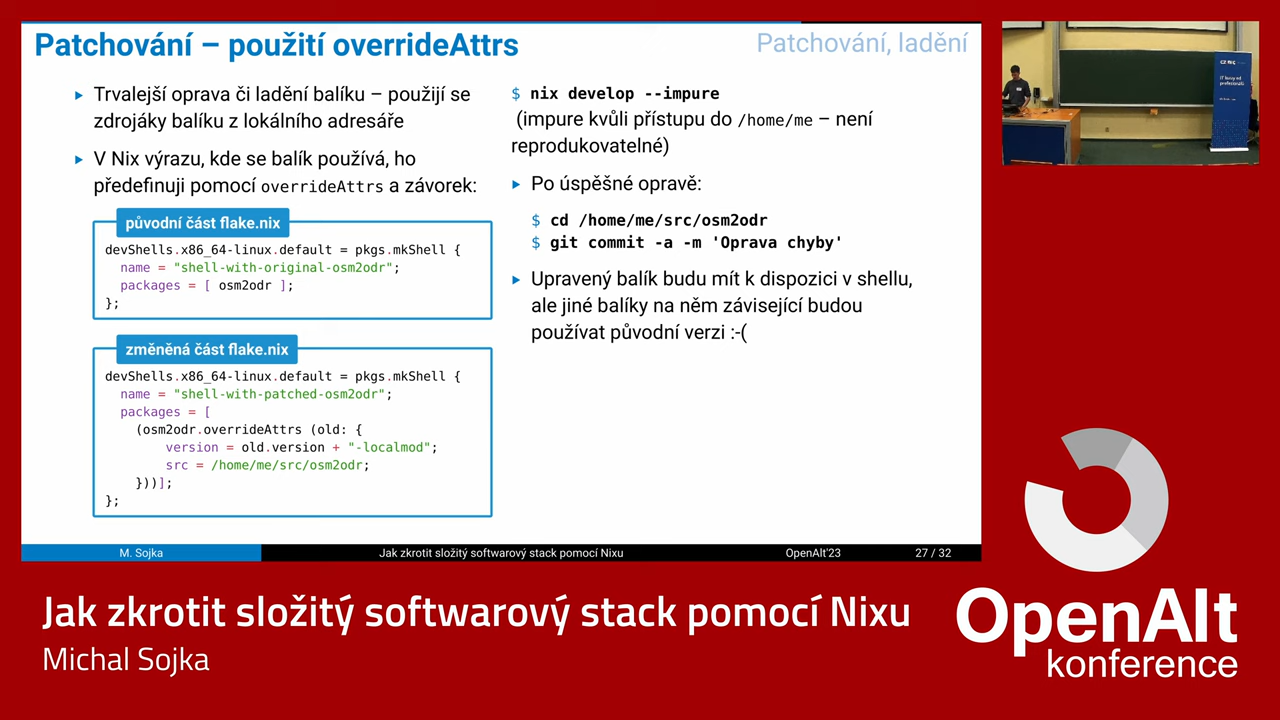 Patchování – použití overrideAttrs
Patchování, ladění
▸ Trvalejší oprava či ladění balíku – použijí se
zdrojáky balíku z lokálního adresáře
▸ V Nix výrazu, kde se balík používá, ho
předefinuji pomocí overrideAttrs a závorek:
původní část flake.nix
devShells.x86_64-linux.default = pkgs.mkShell {
name = "shell-with-original-osm2odr";
packages = [ osm2odr ];
};
změněná část flake.nix
devShells.x86_64-linux.default = pkgs.mkShell {
name = "shell-with-patched-osm2odr";
packages = [
(osm2odr.overrideAttrs (old: {
version = old.version + "-localmod";
src = /home/me/src/osm2odr;
}))];
};
$ nix develop --impure
(impure kvůli přístupu do /home/me – není
reprodukovatelné)
▸ Po úspěšné opravě:
$ cd /home/me/src/osm2odr
$ git commit -a -m 'Oprava chyby'
▸ Upravený balík budu mít k dispozici v shellu,
ale jiné balíky na něm závisející budou
používat původní verzi :-(
M. Sojka
Jak zkrotit složitý softwarový stack pomocí Nixu
OpenAlt'23
27 / 32
Jak zkrotit složitý softwarový stack pomocí Nixu
Michal Sojka
OpenAlt
konference